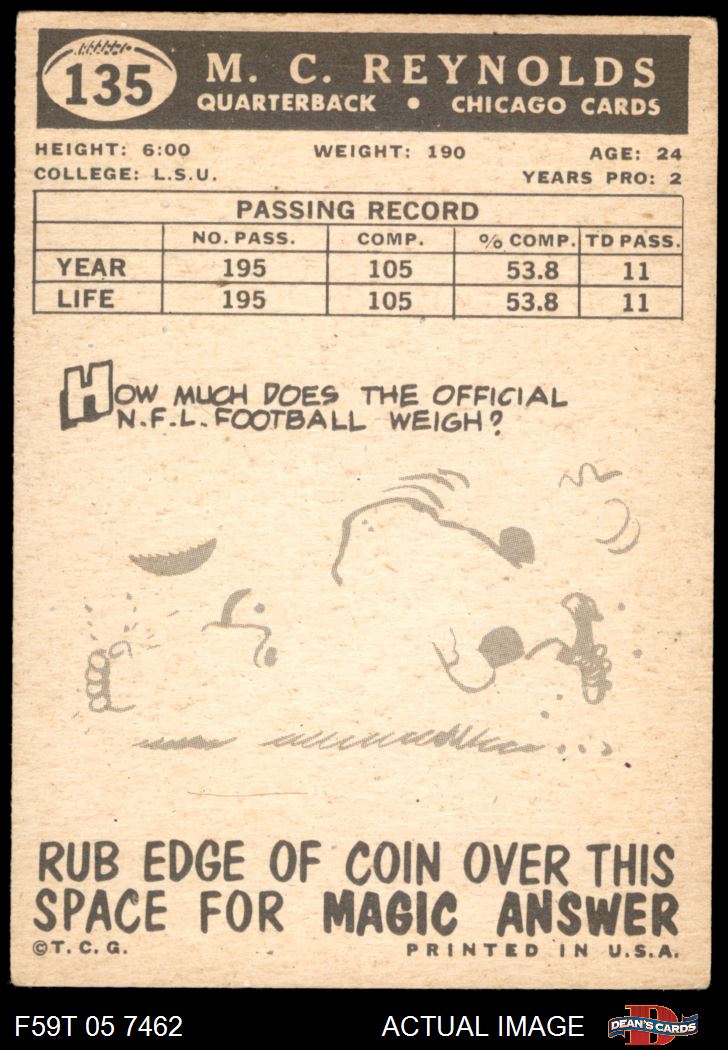 135
M. C. REYNOLDS
QUARTERBACK • CHICAGO CARDS
HEIGHT: 6:00 WEIGHT: 190 AGE: 24
COLLEGE: L.S.U. YEARS PRO: 2
PASSING RECORD
NO. PASS. COMP. % COMP. TD PASS.
YEAR 195 105 53.8 11
LIFE 195 105 53.8 11
HOW MUCH DOES THE OFFICIAL
N.F.L. FOOTBALL WEIGH?
RUB EDGE OF COIN OVER THIS
SPACE FOR MAGIC ANSWER
©T. C. G. PRINTED IN U.S.A.
F59T 05 7462 ACTUAL IMAGE DEAN'S CARDS